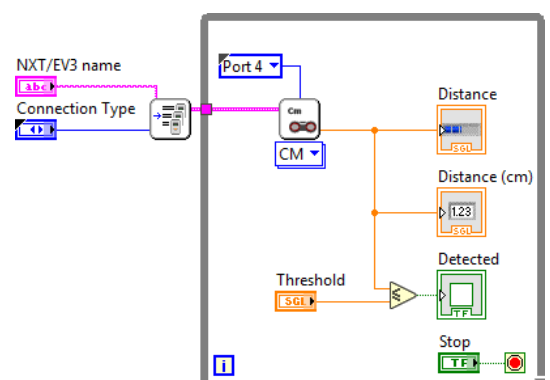 NXT/EV3 name
abc
Connection Type
Port 4
Cm
CM
Distance
SGL
Distance (cm)
1.23
SGL
Detected
TF
Threshold
SGL
Stop
TF
i